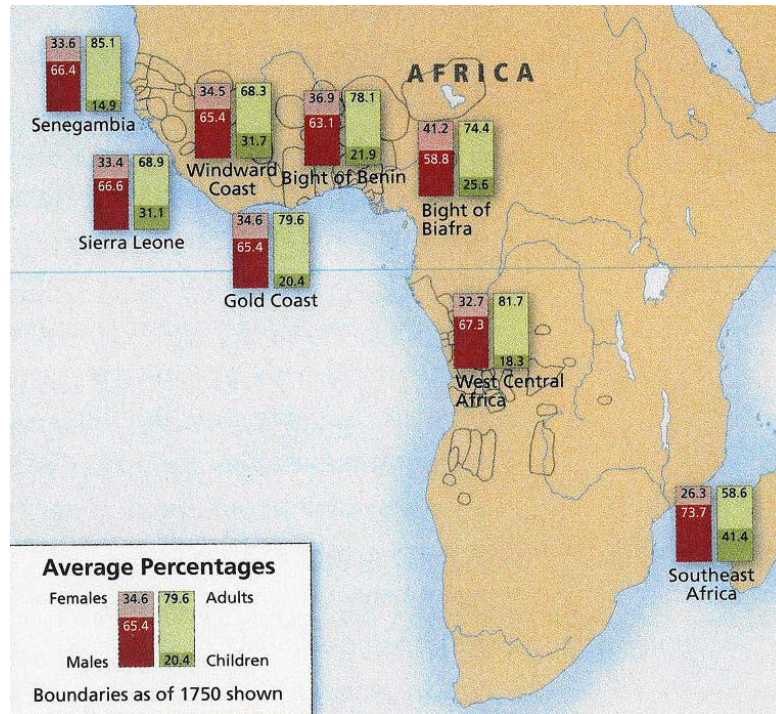 33.6 85.1
66.4
14.9
Senegambia
34.5 68.3
65.4
31.7
Windward
Coast
36.9 78.1
63.1
21.9
Bight of Benin
AFRICA
41.2 74.4
58.8
25.6
Bight of
Biafra
33.4 68.9
66.6
31.1
Sierra Leone
34.6 79.6
65.4
20.4
Gold Coast
32.7 81.7
67.3
18.3
West Central
Africa
26.3 58.6
73.7
41.4
Southeast
Africa
Average Percentages
Females 34.6 79.6 Adults
65.4
Males 20.4 Children
Boundaries as of 1750 shown